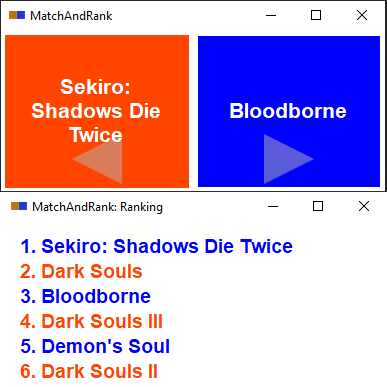 MatchAndRank
Sekiro:
Shadows Die
Twice
Bloodborne
MatchAndRank: Ranking
1. Sekiro: Shadows Die Twice
2. Dark Souls
3. Bloodborne
4. Dark Souls III
5. Demon's Soul
6. Dark Souls II